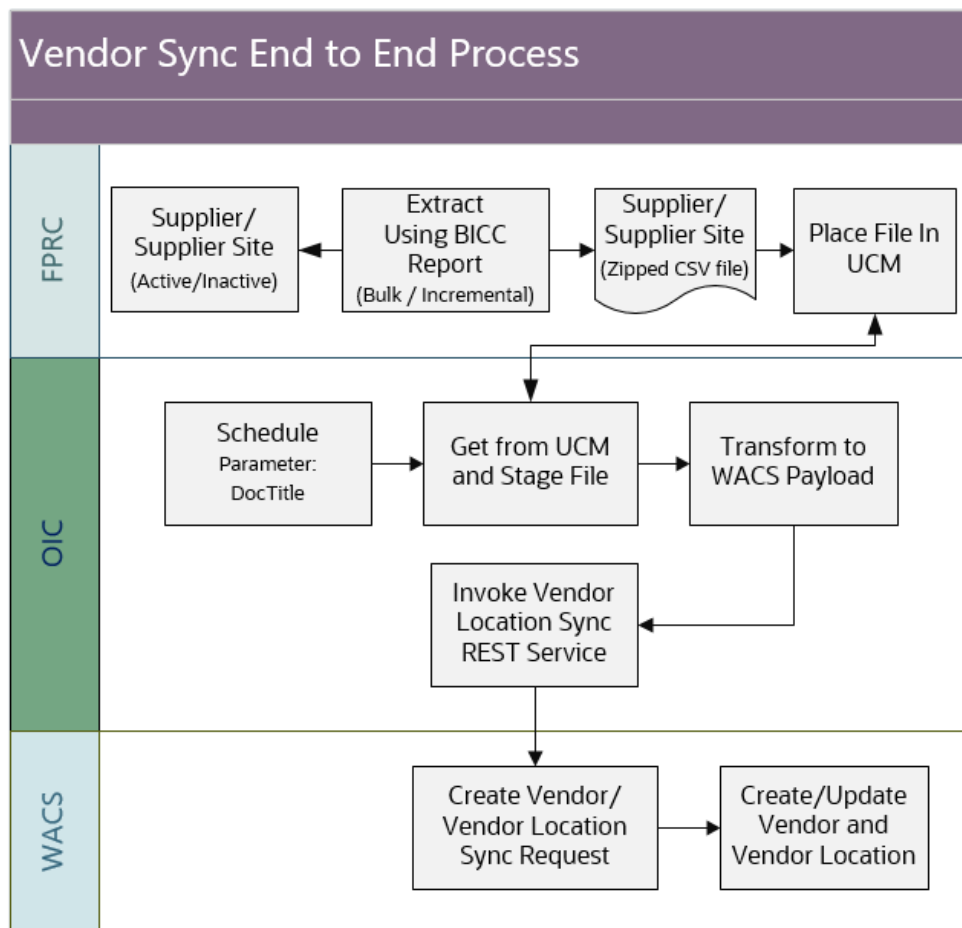 Vendor Sync End to End Process
FPRC
Supplier/
Supplier Site
(Active/Inactive)
Extract
Using BICC
Report
(Bulk / Incremental)
Supplier/
Supplier Site
(Zipped CSV file)
Place File In
UCM
OIC
Schedule
Parameter:
DocTitle
Get from UCM
and Stage File
Transform to
WACS Payload
Invoke Vendor
Location Sync
REST Service
WACS
Create Vendor/
Vendor Location
Sync Request
Create/Update
Vendor and
Vendor Location